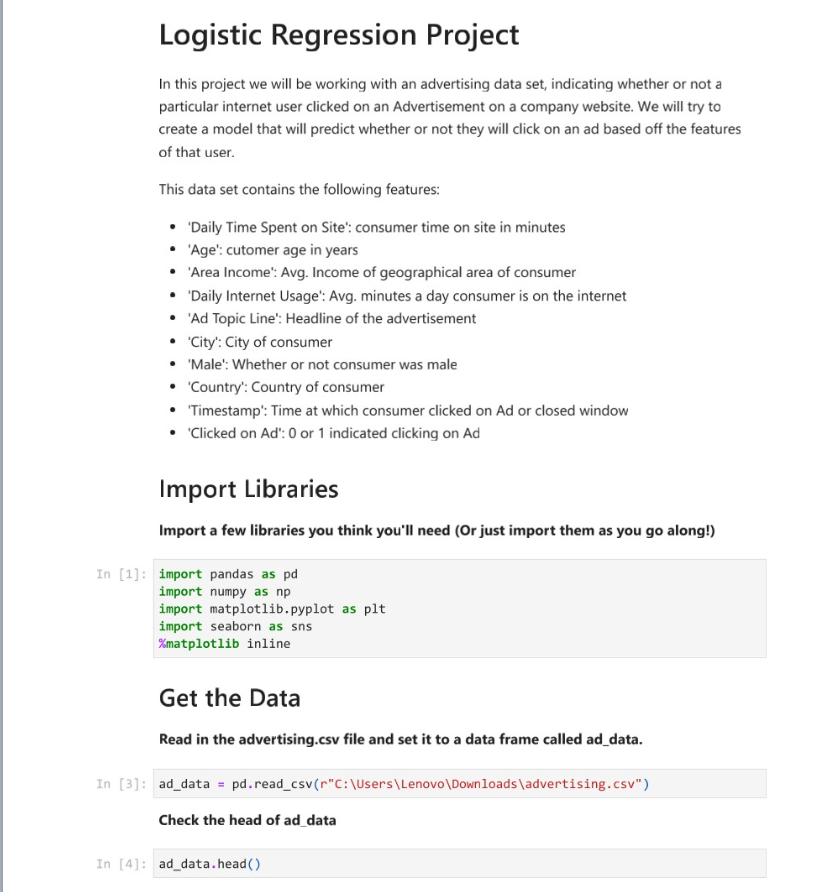 Logistic Regression Project
In this project we will be working with an advertising data set, indicating whether or not a
particular internet user clicked on an Advertisement on a company website. We will try to
create a model that will predict whether or not they will click on an ad based off the features
of that user.
This data set contains the following features:
• 'Daily Time Spent on Site': consumer time on site in minutes
• 'Age': cutomer age in years
• 'Area Income': Avg. Income of geographical area of consumer
• 'Daily Internet Usage': Avg. minutes a day consumer is on the internet
• 'Ad Topic Line': Headline of the advertisement
• 'City': City of consumer
• 'Male': Whether or not consumer was male
• 'Country': Country of consumer
• 'Timestamp': Time at which consumer clicked on Ad or closed window
• 'Clicked on Ad': 0 or 1 indicated clicking on Ad
Import Libraries
Import a few libraries you think you'll need (Or just import them as you go along!)
In [1]: import pandas as pd
import numpy as np
import matplotlib.pyplot as plt
import seaborn as sns
%matplotlib inline
Get the Data
Read in the advertising.csv file and set it to a data frame called ad_data.
In [3]: ad_data = pd.read_csv(r"C:\Users\Lenovo\Downloads\advertising.csv")
Check the head of ad_data
In [4]: ad_data.head()